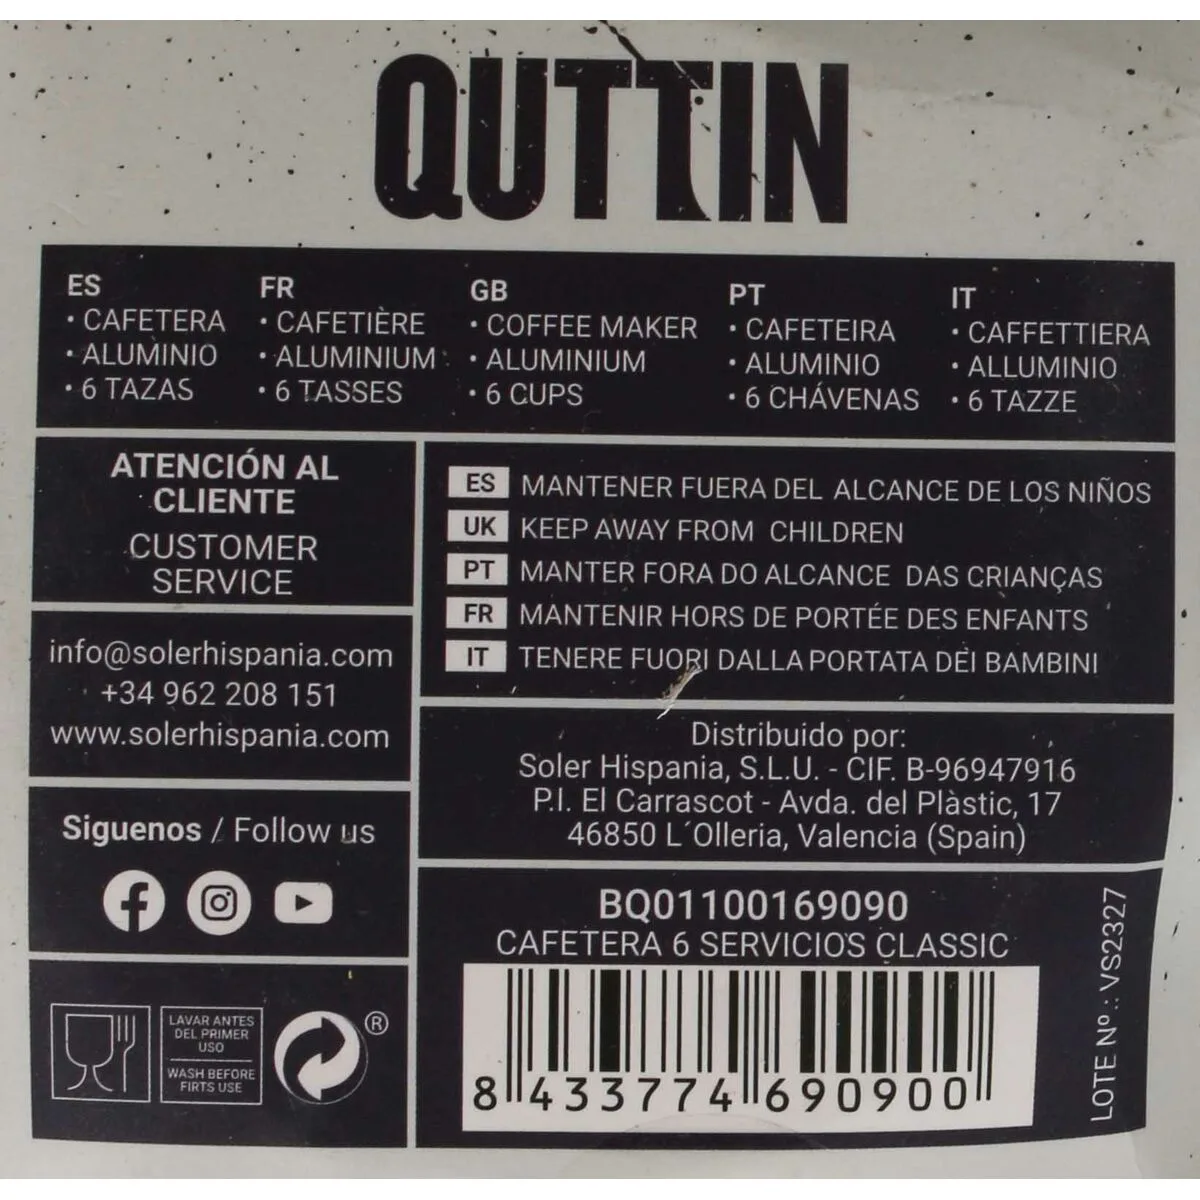 QUTTIN
ES
• CAFETERA
• ALUMINIO
• 6 TAZAS
FR
• CAFETIÈRE
• ALUMINIUM
• 6 TASSES
GB
• COFFEE MAKER
• ALUMINIUM
• 6 CUPS
PT
• CAFETEIRA
• ALUMINIO
• 6 CHÁVENAS
IT
• CAFFETTIERA
• ALLUMINIO
• 6 TAZZE
ATENCIÓN AL
CLIENTE
CUSTOMER
SERVICE
info@solerhispania.com
+34 962 208 151
www.solerhispania.com
Siguenos / Follow us
LAVAR ANTES
DEL PRIMER
USO
WASH BEFORE
FIRTS USE
®
ES MANTENER FUERA DEL ALCANCE DE LOS NIÑOS
UK KEEP AWAY FROM CHILDREN
PT MANTER FORA DO ALCANCE DAS CRIANÇAS
FR MANTENIR HORS DE PORTÉE DES ENFANTS
IT TENERE FUORI DALLA PORTATA DEI BAMBINI
Distribuido por:
Soler Hispania, S.L.U. - CIF. B-96947916
P.I. El Carrascot - Avda. del Plàstic, 17
46850 L´Olleria, Valencia (Spain)
BQ01100169090
CAFETERA 6 SERVICIOS CLASSIC
8 433774 690900
LOTE Nº.: VS2327